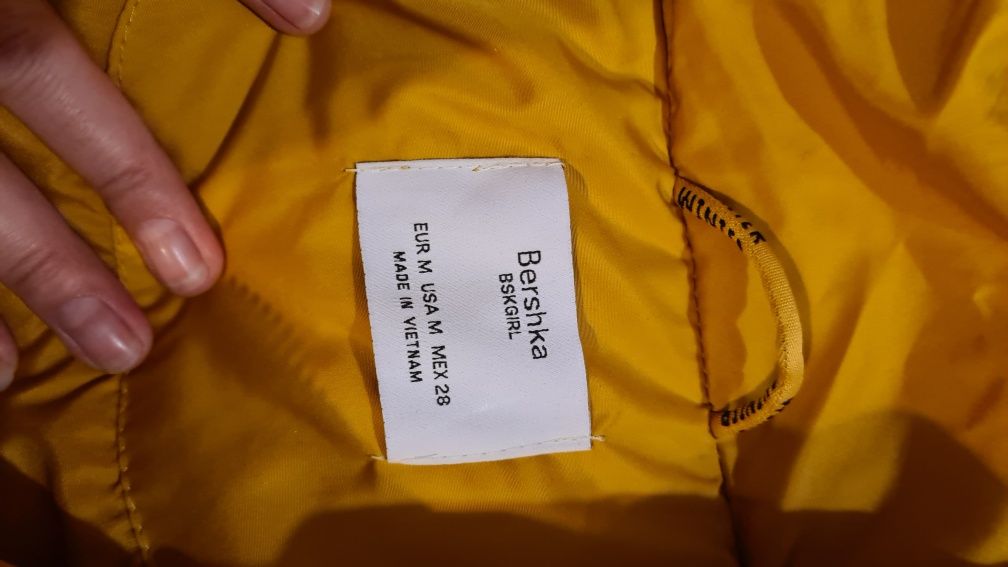 Bershka
BSKGIRL
EUR M USA M MEX 28
MADE IN VIETNAM